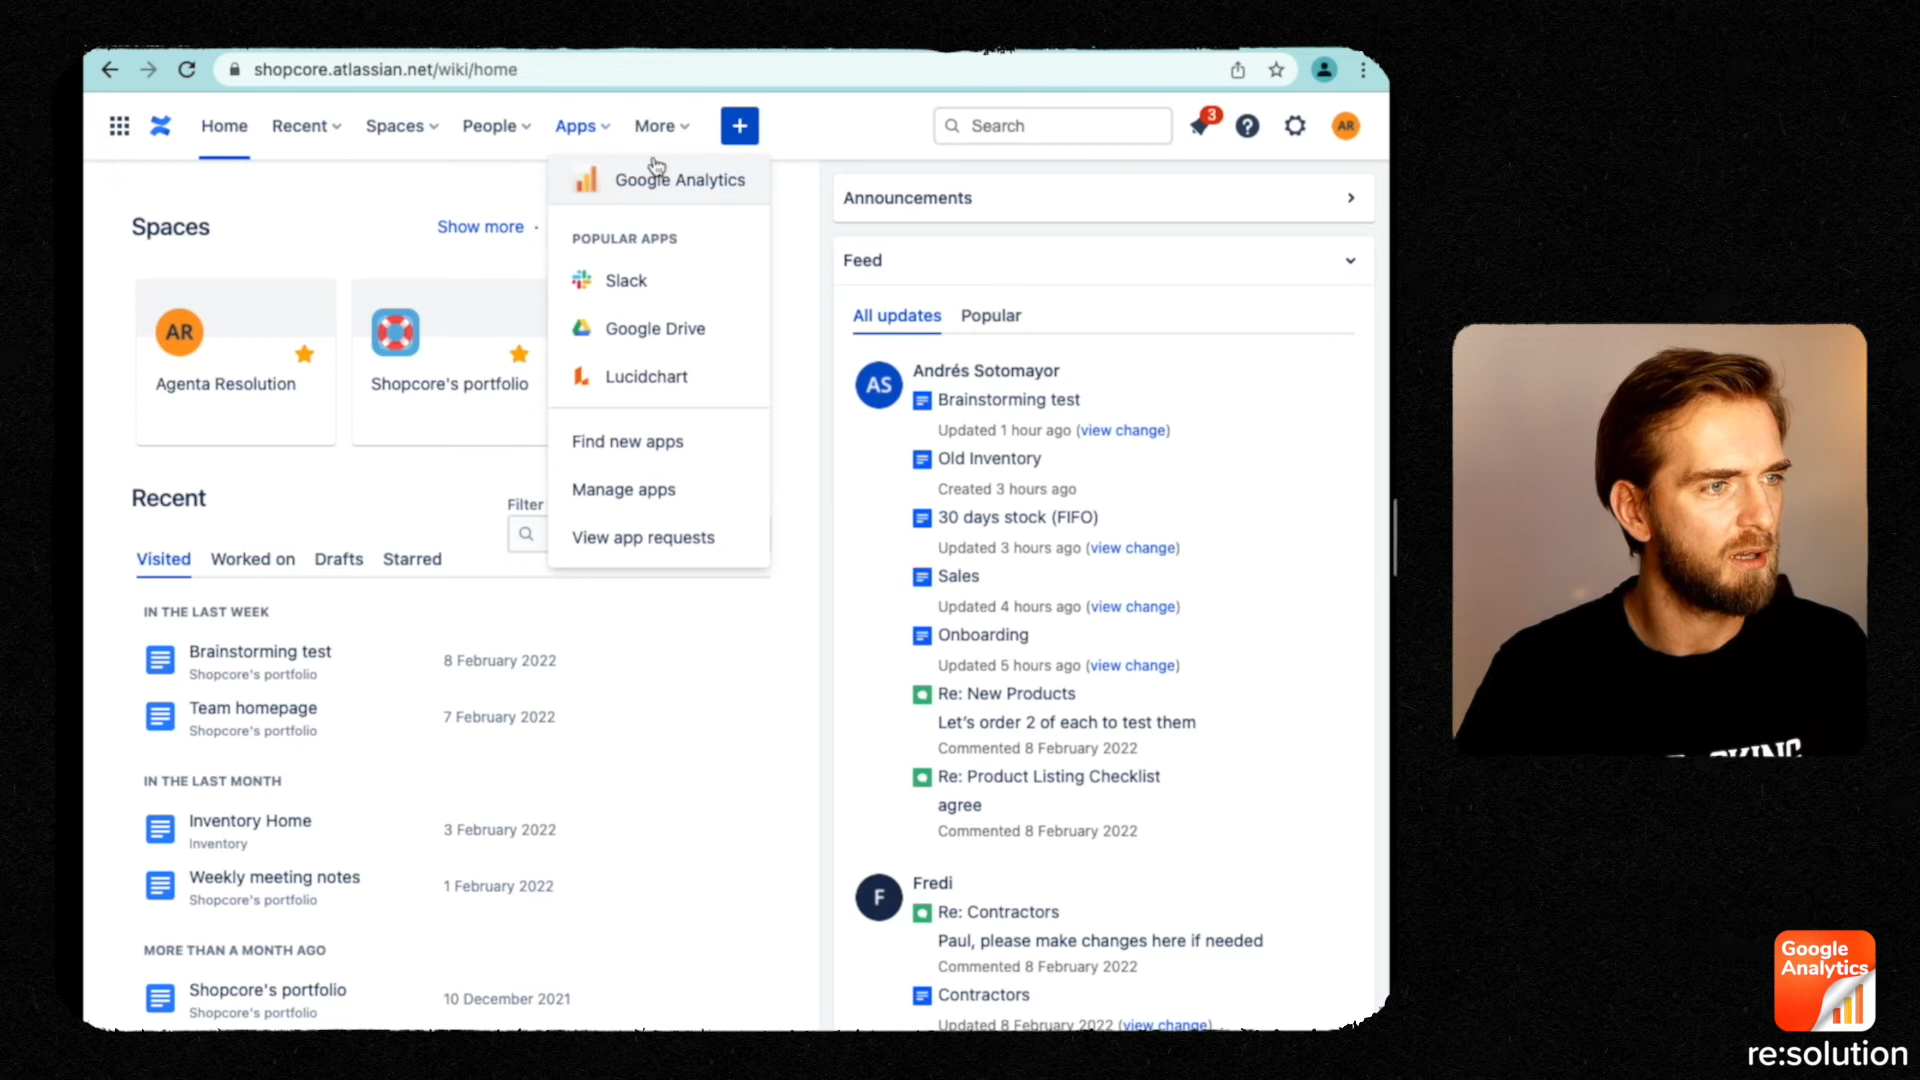 shopcore.atlassian.net/wiki/home
Home
Recent
Spaces
People
Apps
More
Search
3
AR
Google Analytics
POPULAR APPS
Slack
Google Drive
Lucidchart
Find new apps
Manage apps
View app requests
Spaces
Show more ·
AR
Agenta Resolution
Shopcore's portfolio
Recent
Filter
Visited
Worked on
Drafts
Starred
IN THE LAST WEEK
Brainstorming test
Shopcore's portfolio
8 February 2022
Team homepage
Shopcore's portfolio
7 February 2022
IN THE LAST MONTH
Inventory Home
Inventory
3 February 2022
Weekly meeting notes
Shopcore's portfolio
1 February 2022
MORE THAN A MONTH AGO
Shopcore's portfolio
Shopcore's portfolio
10 December 2021
Announcements
Feed
All updates
Popular
AS
Andrés Sotomayor
Brainstorming test
Updated 1 hour ago (view change)
Old Inventory
Created 3 hours ago
30 days stock (FIFO)
Updated 3 hours ago (view change)
Sales
Updated 4 hours ago (view change)
Onboarding
Updated 5 hours ago (view change)
Re: New Products
Let's order 2 of each to test them
Commented 8 February 2022
Re: Product Listing Checklist
agree
Commented 8 February 2022
F
Fredi
Re: Contractors
Paul, please make changes here if needed
Commented 8 February 2022
Contractors
Updated 8 February 2022 (view change)
Google
Analytics
re:solution